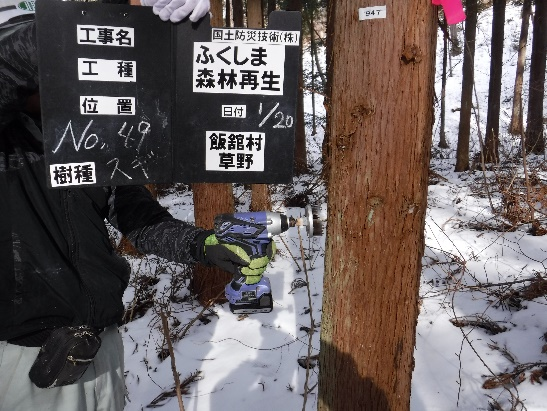 工事名
工種
位置
No. 49
樹種 スギ
国土防災技術(株)
ふくしま
森林再生
日付 1/20
飯舘村
草野
947